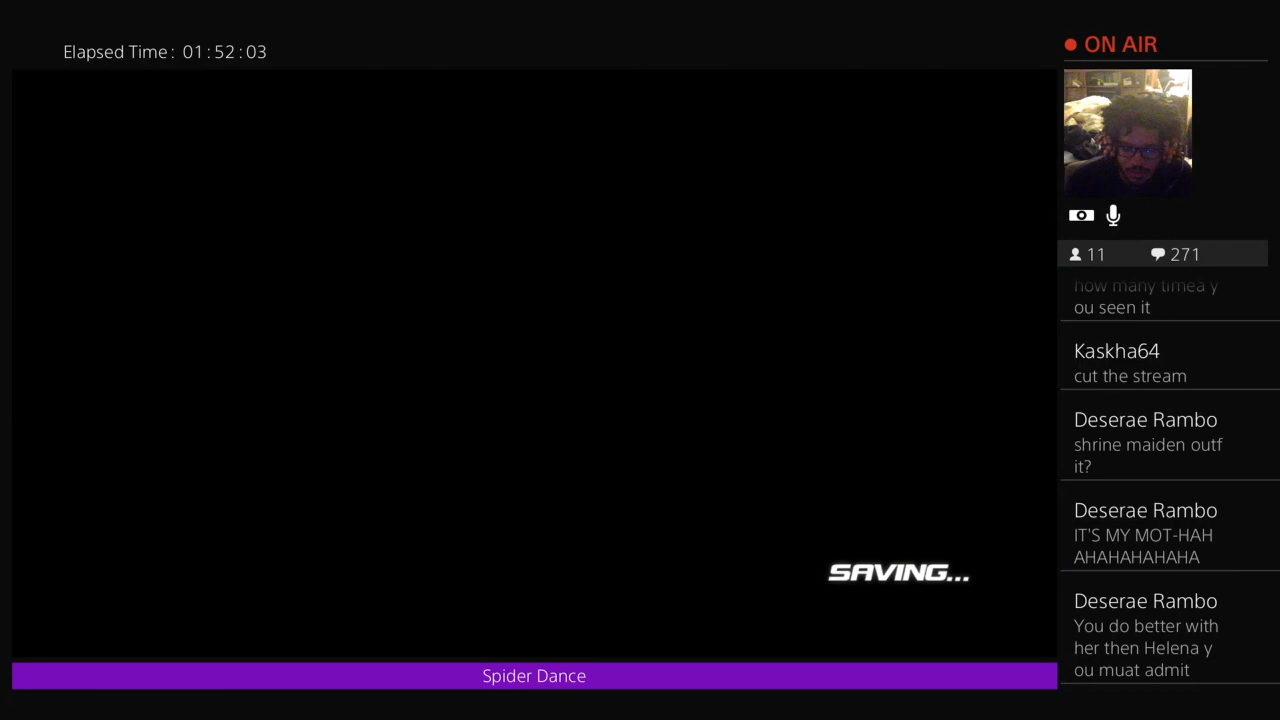 Elapsed Time: 01:52:03
ON AIR
11 271
how many timea y
ou seen it
Kaskha64
cut the stream
Deserae Rambo
shrine maiden outf
it?
Deserae Rambo
IT'S MY MOT-HAH
AHAHAHAHAHA
Deserae Rambo
You do better with
her then Helena y
ou muat admit
SAVING...
Spider Dance